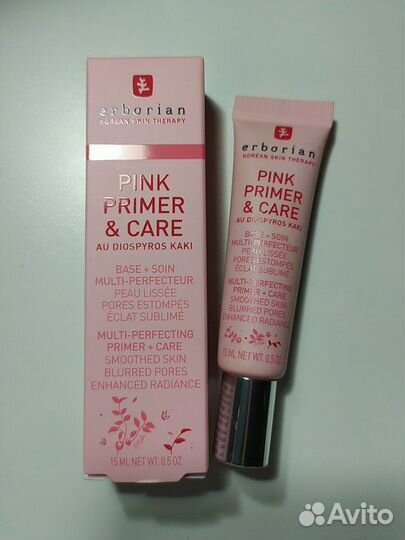 erborian
KOREAN SKIN THERAPY
PINK
PRIMER
& CARE
AU DIOSPYROS KAKI
BASE + SOIN
MULTI-PERFECTEUR
PEAU LISSÉE
PORES ESTOMPÉS
ÉCLAT SUBLIMÉ
MULTI-PERFECTING
PRIMER + CARE
SMOOTHED SKIN
BLURRED PORES
ENHANCED RADIANCE
15 ML NET WT. 0.5 OZ.
erborian
KOREAN SKIN THERAPY
PINK
PRIMER
& CARE
AU DIOSPYROS KAKI
BASE + SOIN
MULTI-PERFECTEUR
PEAU LISSÉE
PORES ESTOMPÉS
ÉCLAT SUBLIMÉ
MULTI-PERFECTING
PRIMER + CARE
SMOOTHED SKIN
BLURRED PORES
ENHANCED RADIANCE
15 ML NET WT. 0.5 OZ.
Avito